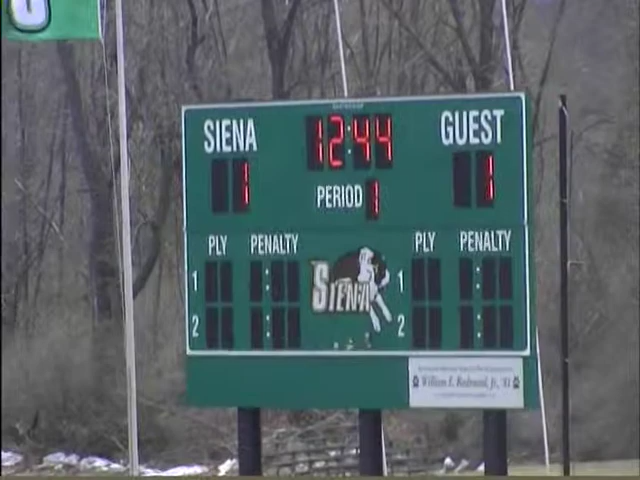 SIENA 12:44 GUEST
1 PERIOD 1 1
PLY PENALTY PLY PENALTY
1 SIENA 1
2 2
William E. Redmond, Jr., '81